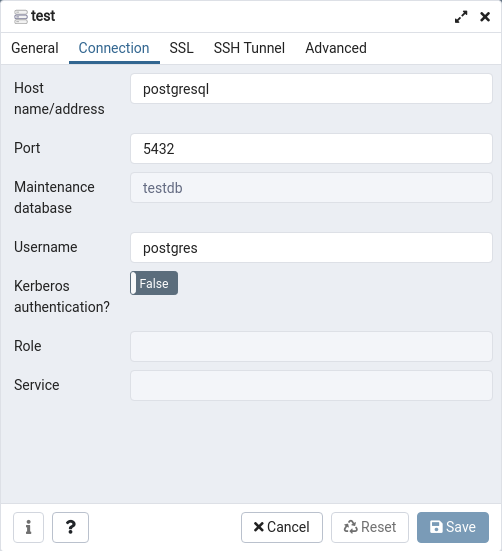 test
General Connection SSL SSH Tunnel Advanced
Host
name/address
postgresql
Port
5432
Maintenance
database
testdb
Username
postgres
Kerberos
authentication?
False
Role
Service
i ? Cancel Reset Save